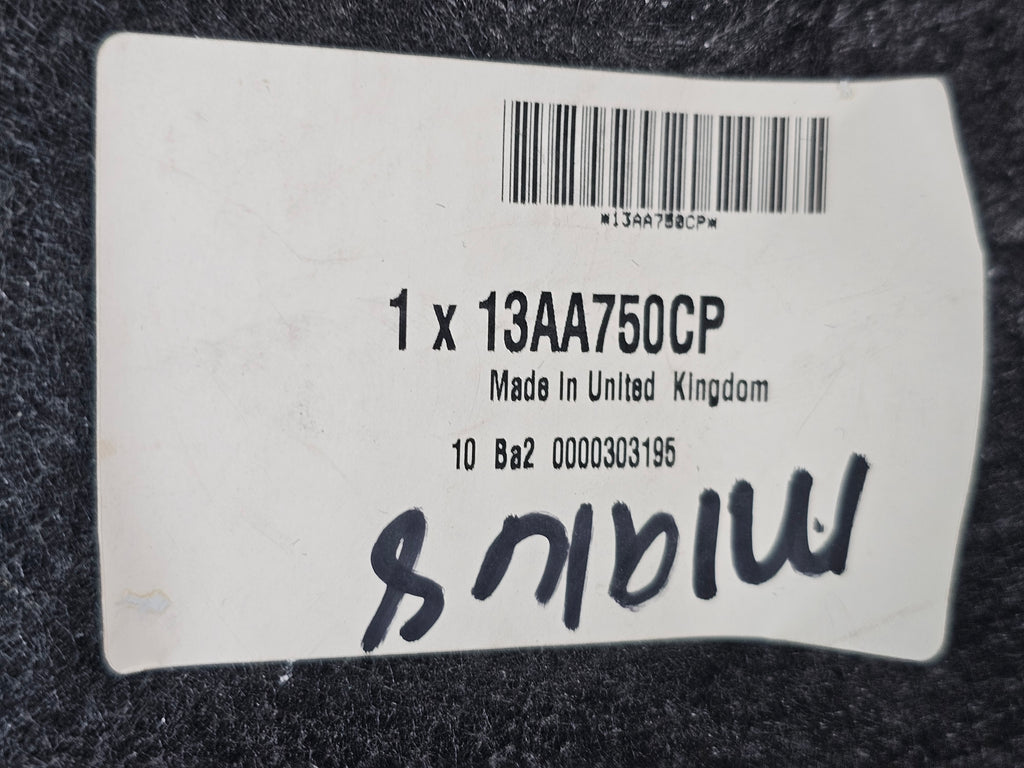 *13AA750CP*
1 x 13AA750CP
Made In United Kingdom
10 Ba2 0000303195